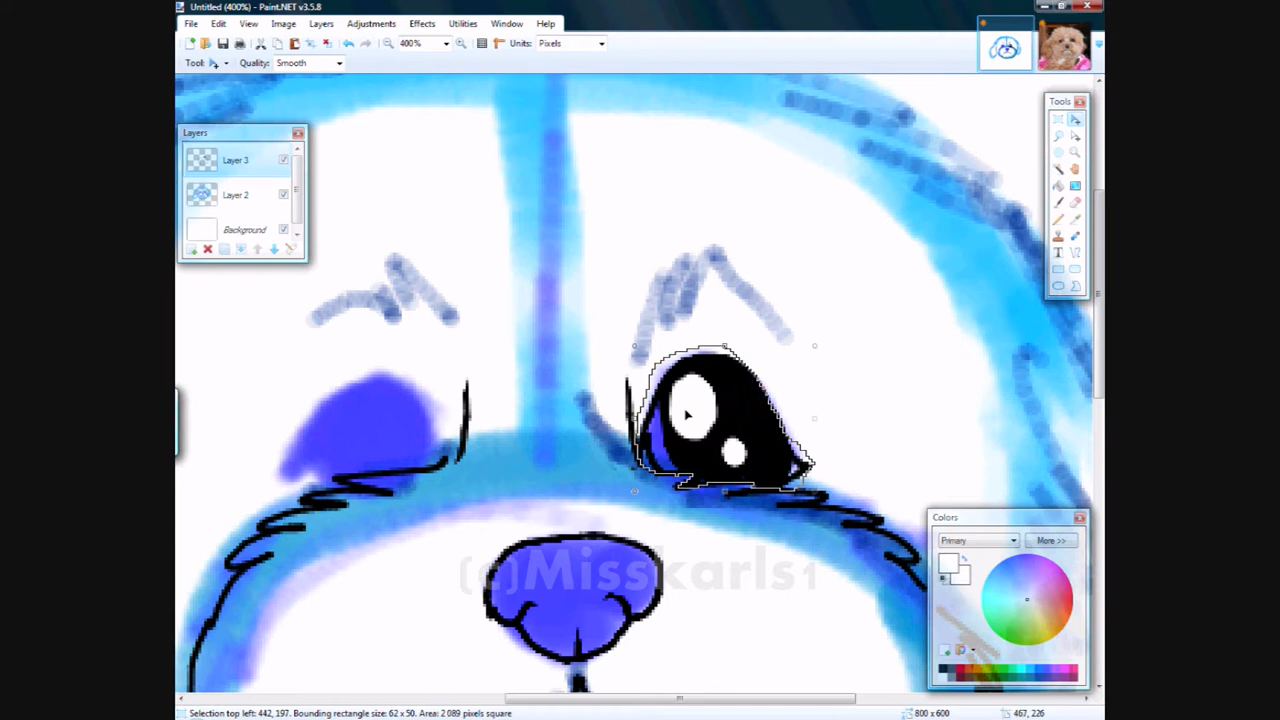 Untitled (400%) - Paint.NET v3.5.8
File Edit View Image Layers Adjustments Effects Utilities Window Help
400% Units: Pixels
Tool: Quality: Smooth
Layers
Layer 3
Layer 2
Background
Tools
T
Colors
Primary More >>
(c)Misskarls1
Selection top left: 442, 197. Bounding rectangle size: 62 x 50. Area: 2 089 pixels square 800 x 600 467, 226